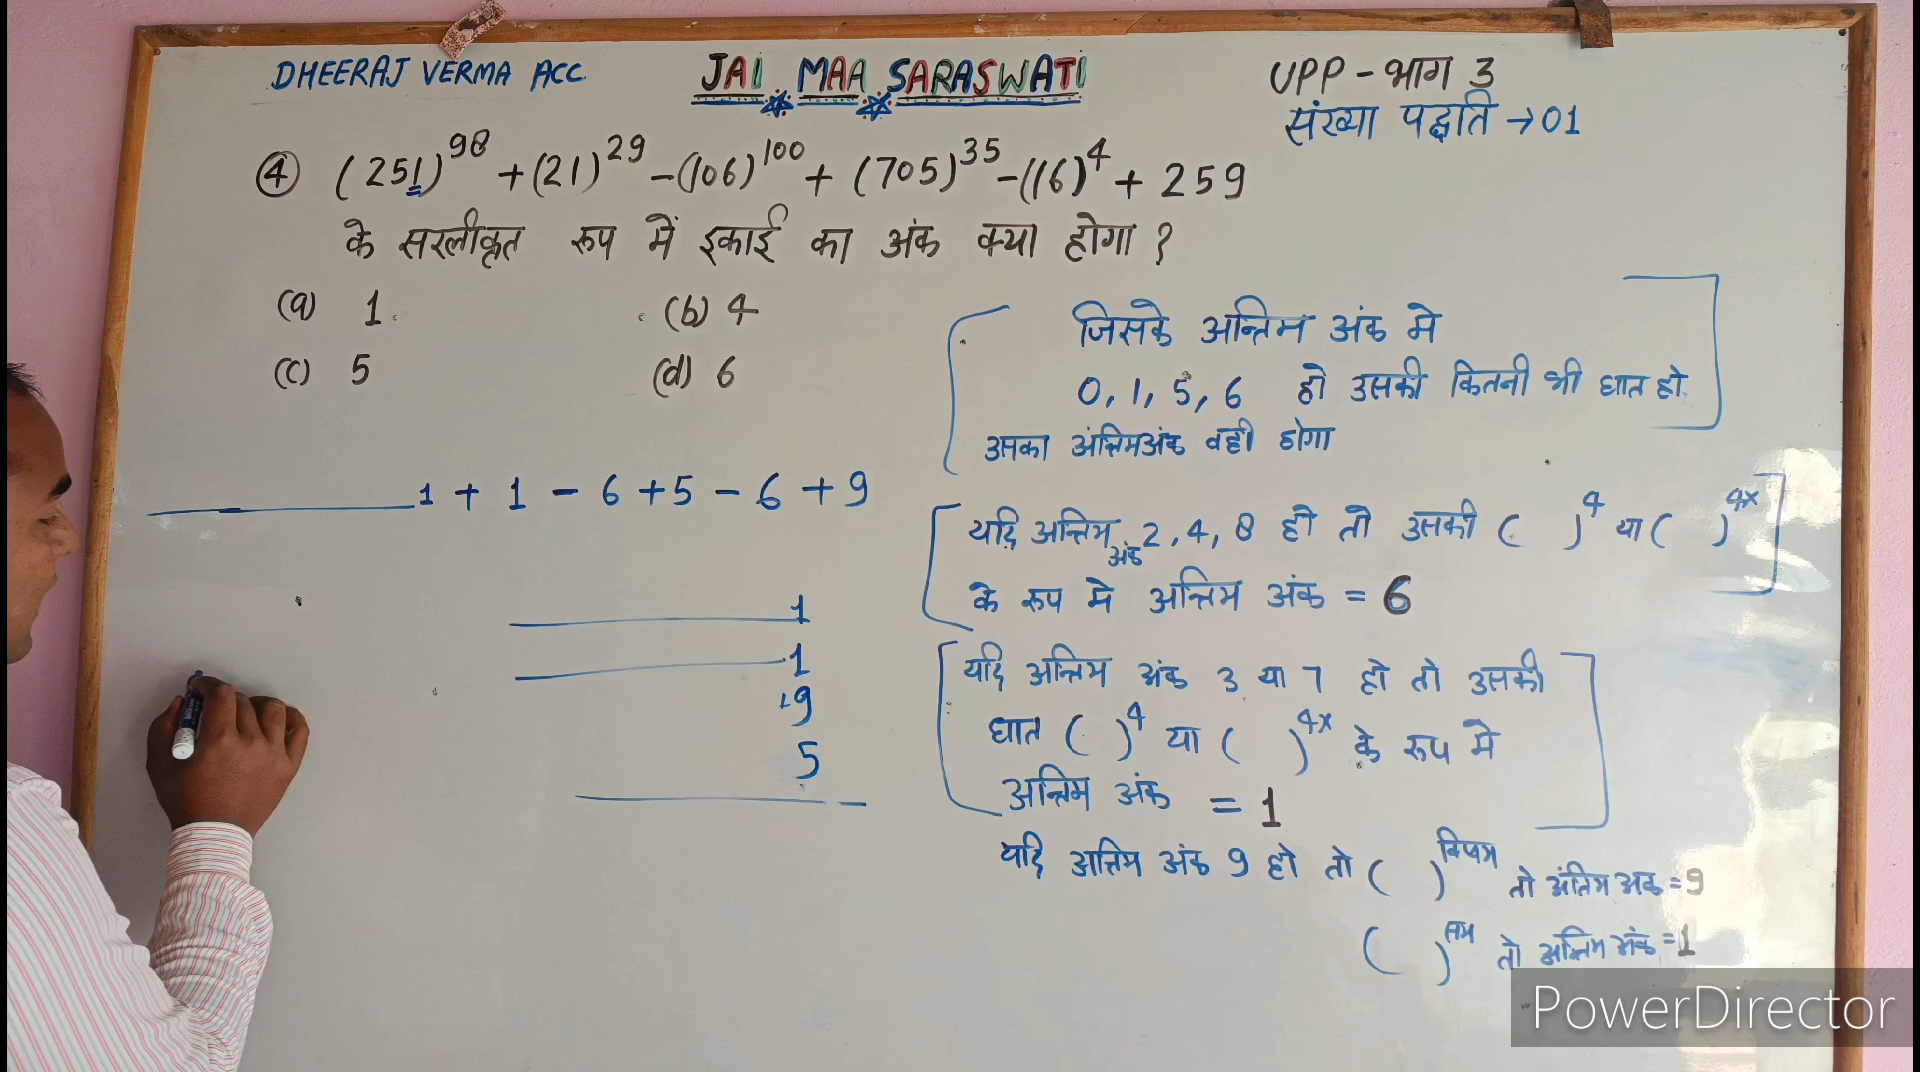 DHEERAJ VERMA ACC. JAI MAA SARASWATI UPP - भाग 3
संख्या पद्धति → 01
④ (251)^98 + (21)^29 - (106)^100 + (705)^35 - (16)^4 + 259
के सरलीकृत रूप में इकाई का अंक क्या होगा ?
(a) 1 (b) 4
(c) 5 (d) 6
1 + 1 - 6 + 5 - 6 + 9
1
1
+9
5
जिसके अन्तिम अंक मे
0, 1, 5, 6 हो उसकी कितनी भी घात हो
उसका अंतिम अंक वही होगा
यदि अन्तिम अंक 2, 4, 8 हो तो उसकी ( )^4 या ( )^4x
के रूप मे अन्तिम अंक = 6
यदि अन्तिम अंक 3 या 7 हो तो उसकी
घात ( )^4 या ( )^4x के रूप मे
अन्तिम अंक = 1
यदि अन्तिम अंक 9 हो तो ( )^विषम तो अंतिम अंक = 9
( )^सम तो अन्तिम अंक = 1
PowerDirector